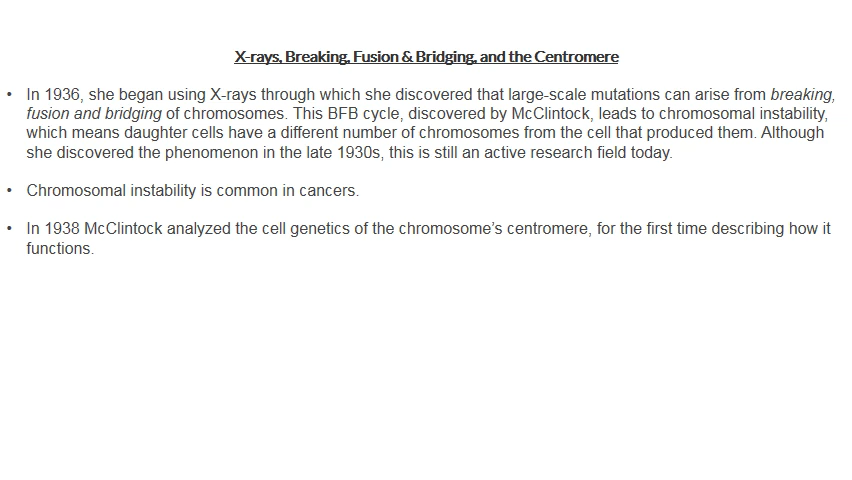 X-rays, Breaking, Fusion & Bridging, and the Centromere
• In 1936, she began using X-rays through which she discovered that large-scale mutations can arise from breaking,
fusion and bridging of chromosomes. This BFB cycle, discovered by McClintock, leads to chromosomal instability,
which means daughter cells have a different number of chromosomes from the cell that produced them. Although
she discovered the phenomenon in the late 1930s, this is still an active research field today.
• Chromosomal instability is common in cancers.
• In 1938 McClintock analyzed the cell genetics of the chromosome’s centromere, for the first time describing how it
functions.